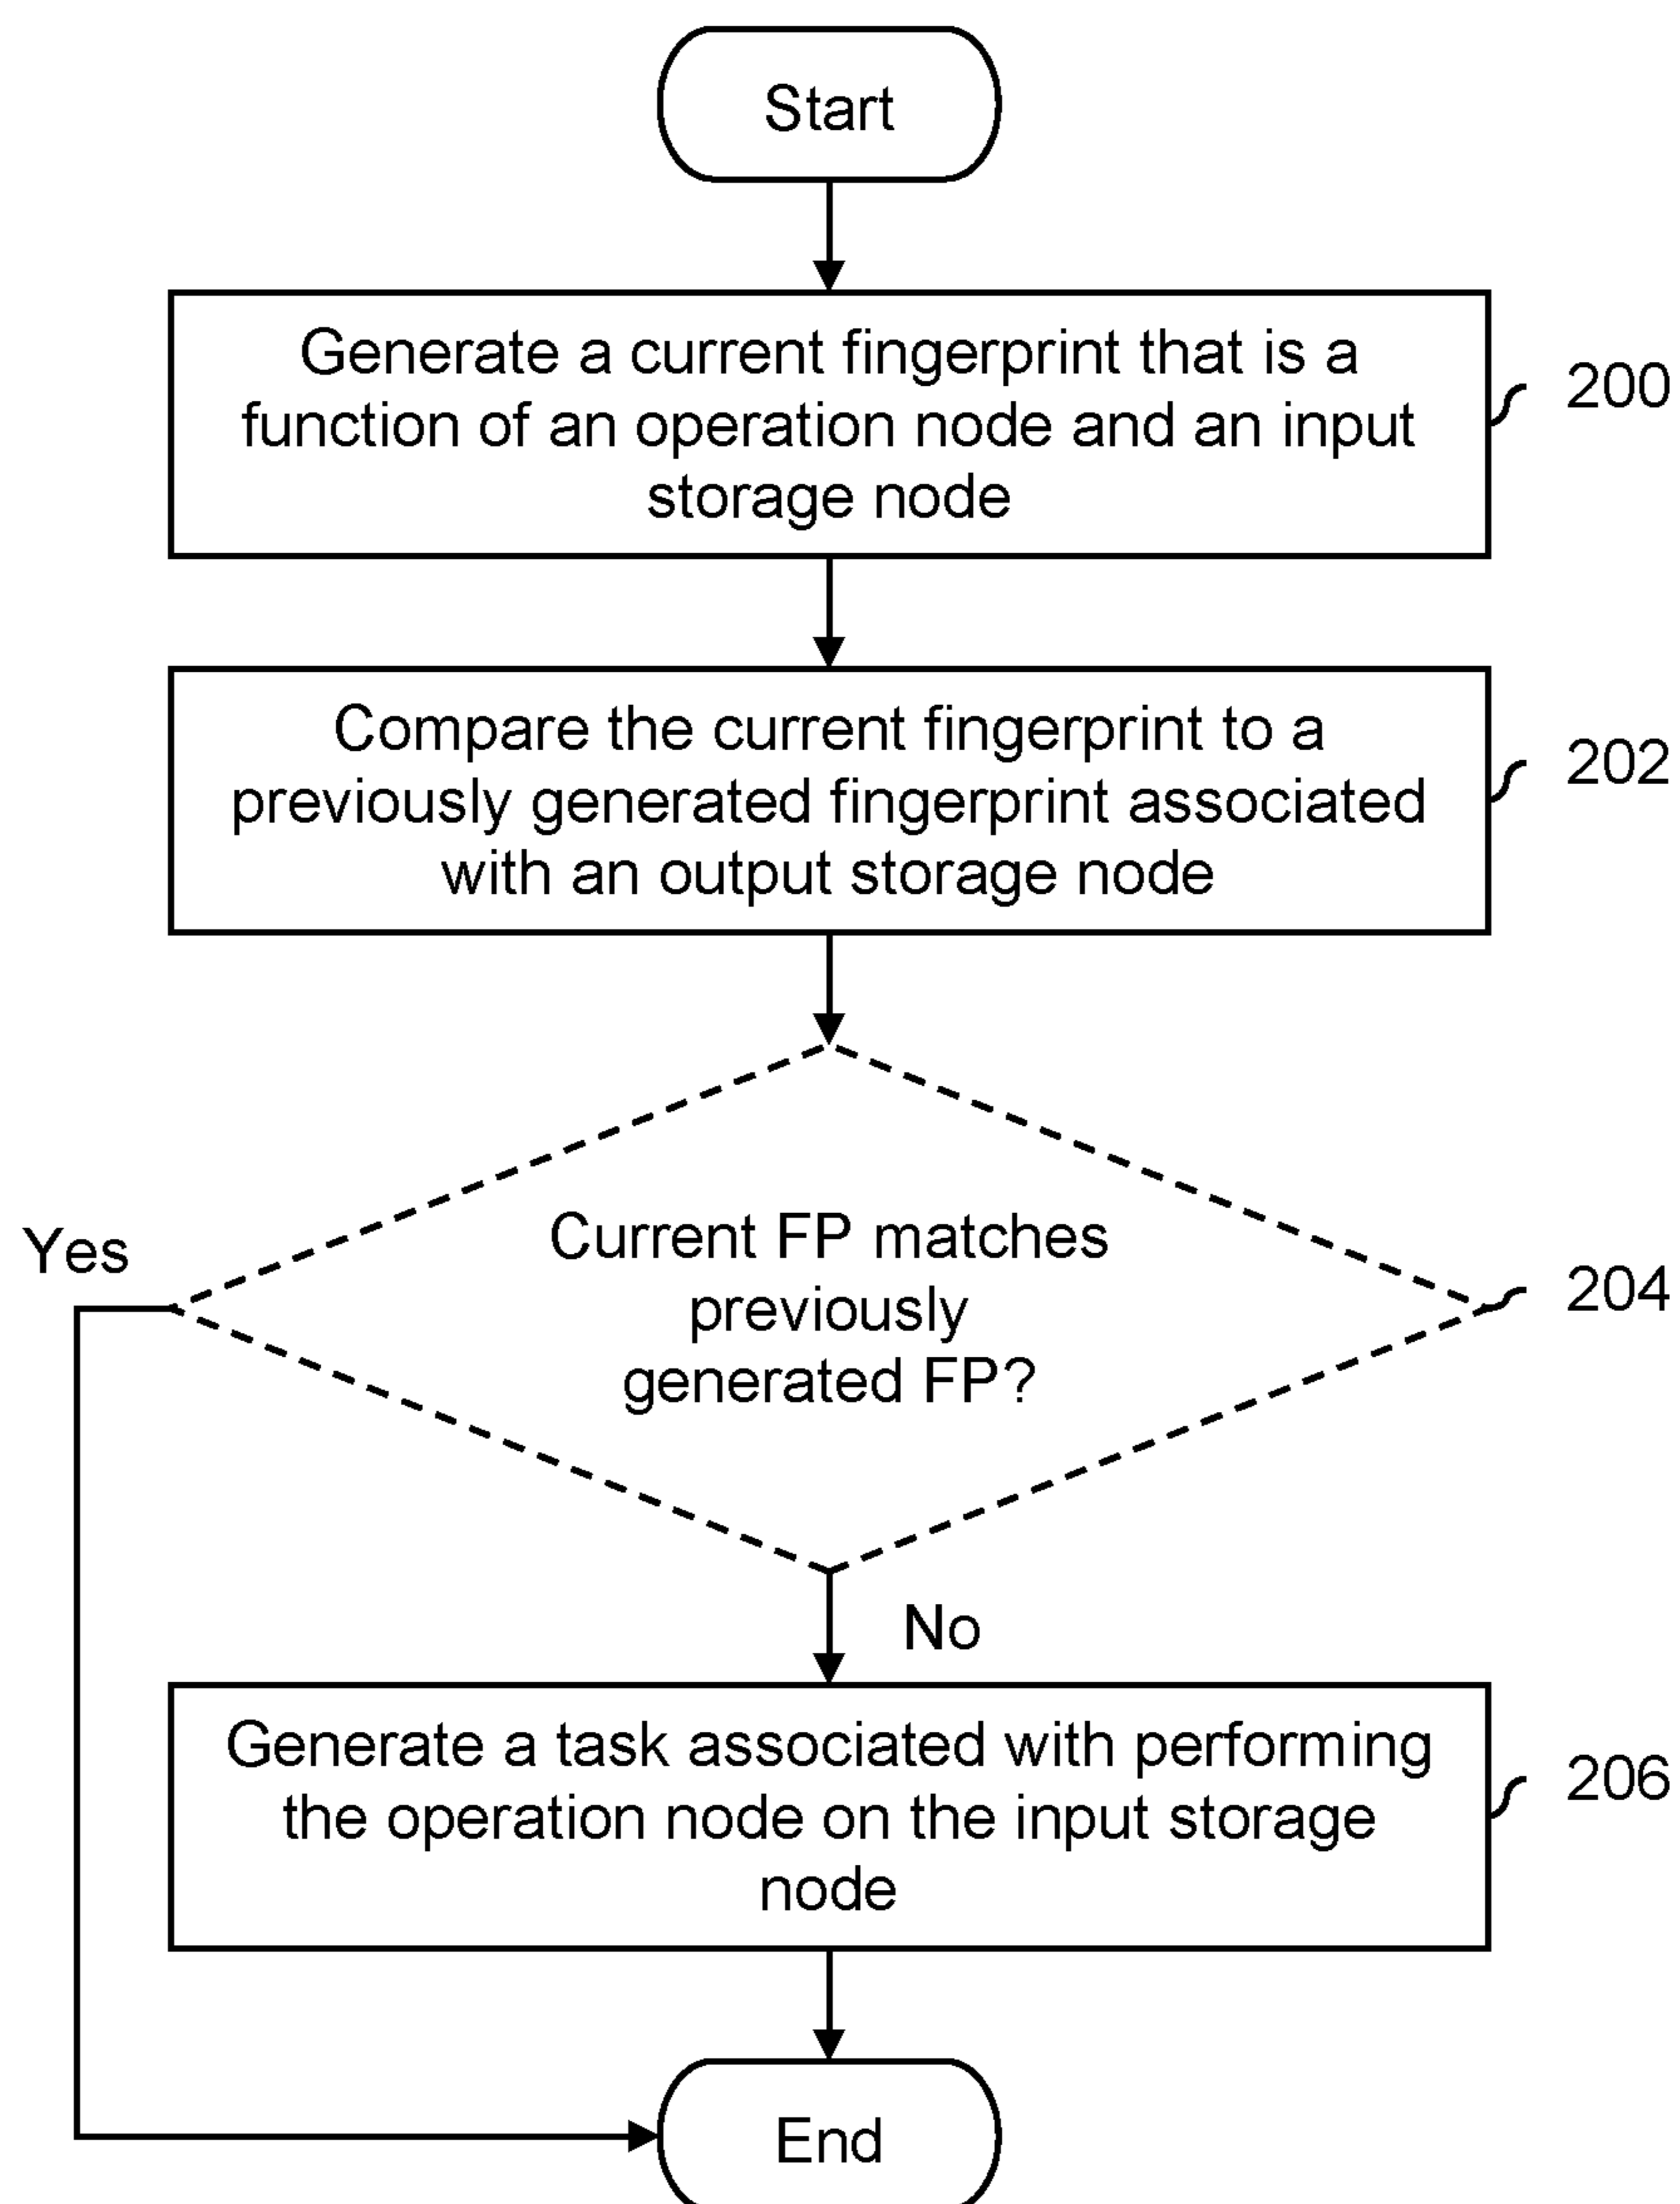 Start
Generate a current fingerprint that is a
function of an operation node and an input
storage node
200
Compare the current fingerprint to a
previously generated fingerprint associated
with an output storage node
202
Yes
Current FP matches
previously
generated FP?
204
No
Generate a task associated with performing
the operation node on the input storage
node
206
End